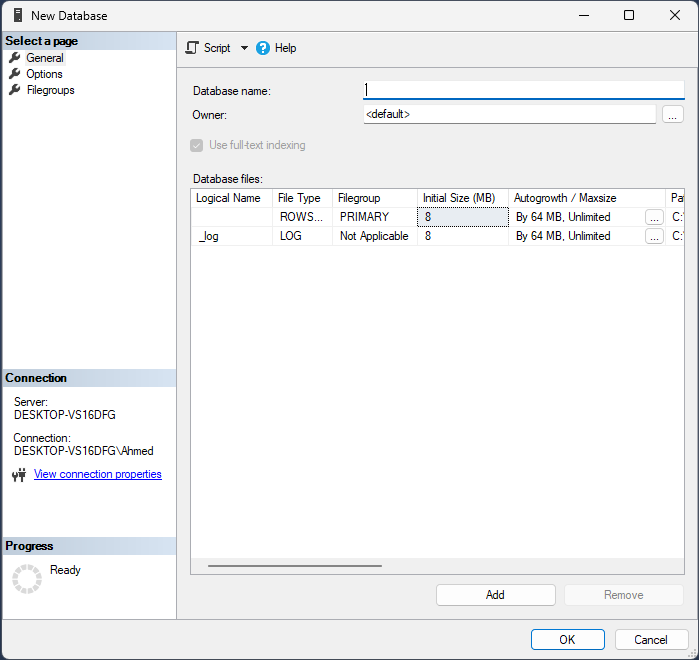 New Database
Select a page
General
Options
Filegroups
Script
Help
Database name:
Owner:
<default>
...
Use full-text indexing
Database files:
Logical Name File Type Filegroup Initial Size (MB) Autogrowth / Maxsize Pa
ROWS... PRIMARY 8 By 64 MB, Unlimited ... C:\
_log LOG Not Applicable 8 By 64 MB, Unlimited ... C:\
Connection
Server:
DESKTOP-VS16DFG
Connection:
DESKTOP-VS16DFG\Ahmed
View connection properties
Progress
Ready
Add
Remove
OK
Cancel